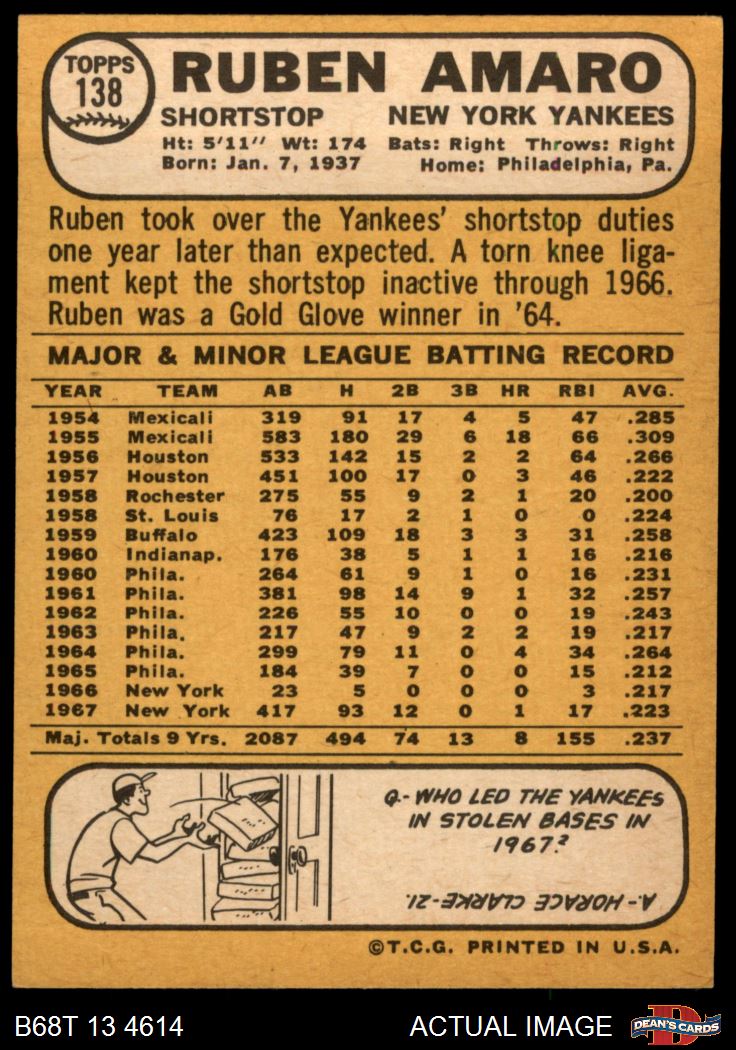 TOPPS
138
RUBEN AMARO
SHORTSTOP NEW YORK YANKEES
Ht: 5'11'' Wt: 174 Bats: Right Throws: Right
Born: Jan. 7, 1937 Home: Philadelphia, Pa.
Ruben took over the Yankees' shortstop duties
one year later than expected. A torn knee liga-
ment kept the shortstop inactive through 1966.
Ruben was a Gold Glove winner in '64.
MAJOR & MINOR LEAGUE BATTING RECORD
YEAR TEAM AB H 2B 3B HR RBI AVG.
1954 Mexicali 319 91 17 4 5 47 .285
1955 Mexicali 583 180 29 6 18 66 .309
1956 Houston 533 142 15 2 2 64 .266
1957 Houston 451 100 17 0 3 46 .222
1958 Rochester 275 55 9 2 1 20 .200
1958 St. Louis 76 17 2 1 0 0 .224
1959 Buffalo 423 109 18 3 3 31 .258
1960 Indianap. 176 38 5 1 1 16 .216
1960 Phila. 264 61 9 1 0 16 .231
1961 Phila. 381 98 14 9 1 32 .257
1962 Phila. 226 55 10 0 0 19 .243
1963 Phila. 217 47 9 2 2 19 .217
1964 Phila. 299 79 11 0 4 34 .264
1965 Phila. 184 39 7 0 0 15 .212
1966 New York 23 5 0 0 0 3 .217
1967 New York 417 93 12 0 1 17 .223
Maj. Totals 9 Yrs. 2087 494 74 13 8 155 .237
Q.- WHO LED THE YANKEES
IN STOLEN BASES IN
1967?
A.- HORACE CLARKE-21.
©T.C.G. PRINTED IN U.S.A.
B68T 13 4614 ACTUAL IMAGE DEAN'S CARDS